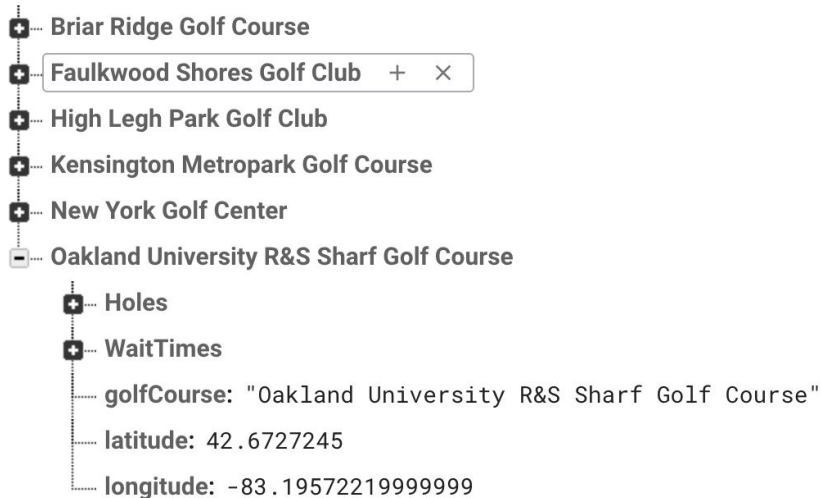 Briar Ridge Golf Course
Faulkwood Shores Golf Club + ×
High Legh Park Golf Club
Kensington Metropark Golf Course
New York Golf Center
Oakland University R&S Sharf Golf Course
Holes
WaitTimes
golfCourse: "Oakland University R&S Sharf Golf Course"
latitude: 42.6727245
longitude: -83.19572219999999